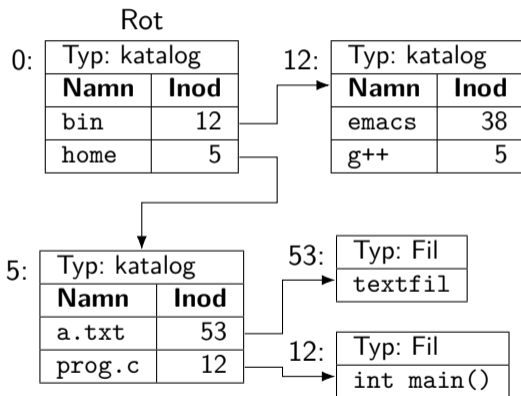 Rot
0:
Typ: katalog
Namn Inod
bin 12
home 5
12:
Typ: katalog
Namn Inod
emacs 38
g++ 5
5:
Typ: katalog
Namn Inod
a.txt 53
prog.c 12
53:
Typ: Fil
textfil
12:
Typ: Fil
int main()